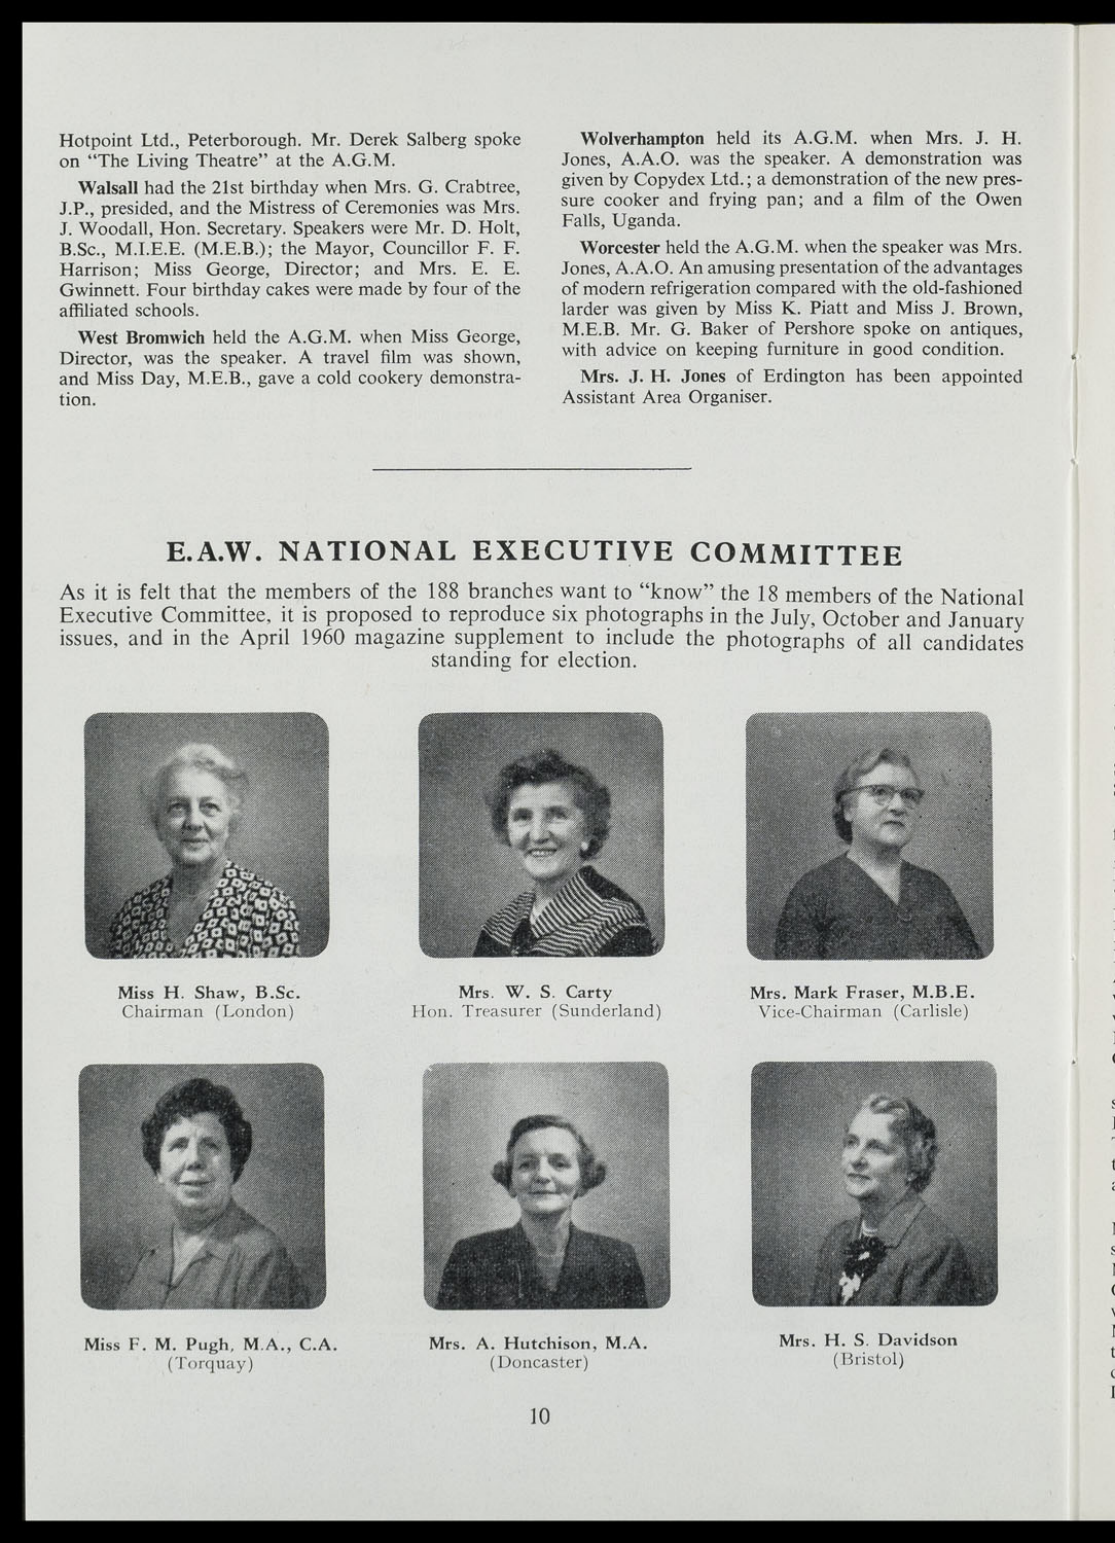 Hotpoint Ltd., Peterborough. Mr. Derek Salberg spoke
on “The Living Theatre” at the A.G.M.
Walsall had the 21st birthday when Mrs. G. Crabtree,
J.P., presided, and the Mistress of Ceremonies was Mrs.
J. Woodall, Hon. Secretary. Speakers were Mr. D. Holt,
B.Sc., M.I.E.E. (M.E.B.); the Mayor, Councillor F. F.
Harrison; Miss George, Director; and Mrs. E. E.
Gwinnett. Four birthday cakes were made by four of the
affiliated schools.
West Bromwich held the A.G.M. when Miss George,
Director, was the speaker. A travel film was shown,
and Miss Day, M.E.B., gave a cold cookery demonstra-
tion.
Wolverhampton held its A.G.M. when Mrs. J. H.
Jones, A.A.O. was the speaker. A demonstration was
given by Copydex Ltd.; a demonstration of the new pres-
sure cooker and frying pan; and a film of the Owen
Falls, Uganda.
Worcester held the A.G.M. when the speaker was Mrs.
Jones, A.A.O. An amusing presentation of the advantages
of modern refrigeration compared with the old-fashioned
larder was given by Miss K. Piatt and Miss J. Brown,
M.E.B. Mr. G. Baker of Pershore spoke on antiques,
with advice on keeping furniture in good condition.
Mrs. J. H. Jones of Erdington has been appointed
Assistant Area Organiser.
E.A.W. NATIONAL EXECUTIVE COMMITTEE
As it is felt that the members of the 188 branches want to “know” the 18 members of the National
Executive Committee, it is proposed to reproduce six photographs in the July, October and January
issues, and in the April 1960 magazine supplement to include the photographs of all candidates
standing for election.
Miss H. Shaw, B.Sc.
Chairman (London)
Mrs. W. S. Carty
Hon. Treasurer (Sunderland)
Mrs. Mark Fraser, M.B.E.
Vice-Chairman (Carlisle)
Miss F. M. Pugh, M.A., C.A.
(Torquay)
Mrs. A. Hutchison, M.A.
(Doncaster)
Mrs. H. S. Davidson
(Bristol)
10